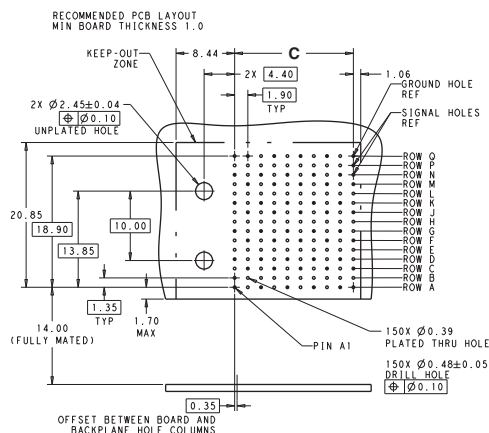 RECOMMENDED PCB LAYOUT
MIN BOARD THICKNESS 1.0
8.44
C
KEEP-OUT
ZONE
2X 4.40
1.06
1.90
TYP
GROUND HOLE
REF
2X Ø2.45±0.04
⌖ Ø0.10
UNPLATED HOLE
SIGNAL HOLES
REF
ROW Q
ROW P
ROW N
ROW M
ROW L
ROW K
ROW J
ROW H
ROW G
ROW F
ROW E
ROW D
ROW C
ROW B
ROW A
20.85
18.90
13.85
10.00
1.35
TYP
1.70
MAX
14.00
(FULLY MATED)
PIN A1
150X Ø0.39
PLATED THRU HOLE
150X Ø0.48±0.05
DRILL HOLE
⌖ Ø0.10
0.35
OFFSET BETWEEN BOARD AND
BACKPLANE HOLE COLUMNS